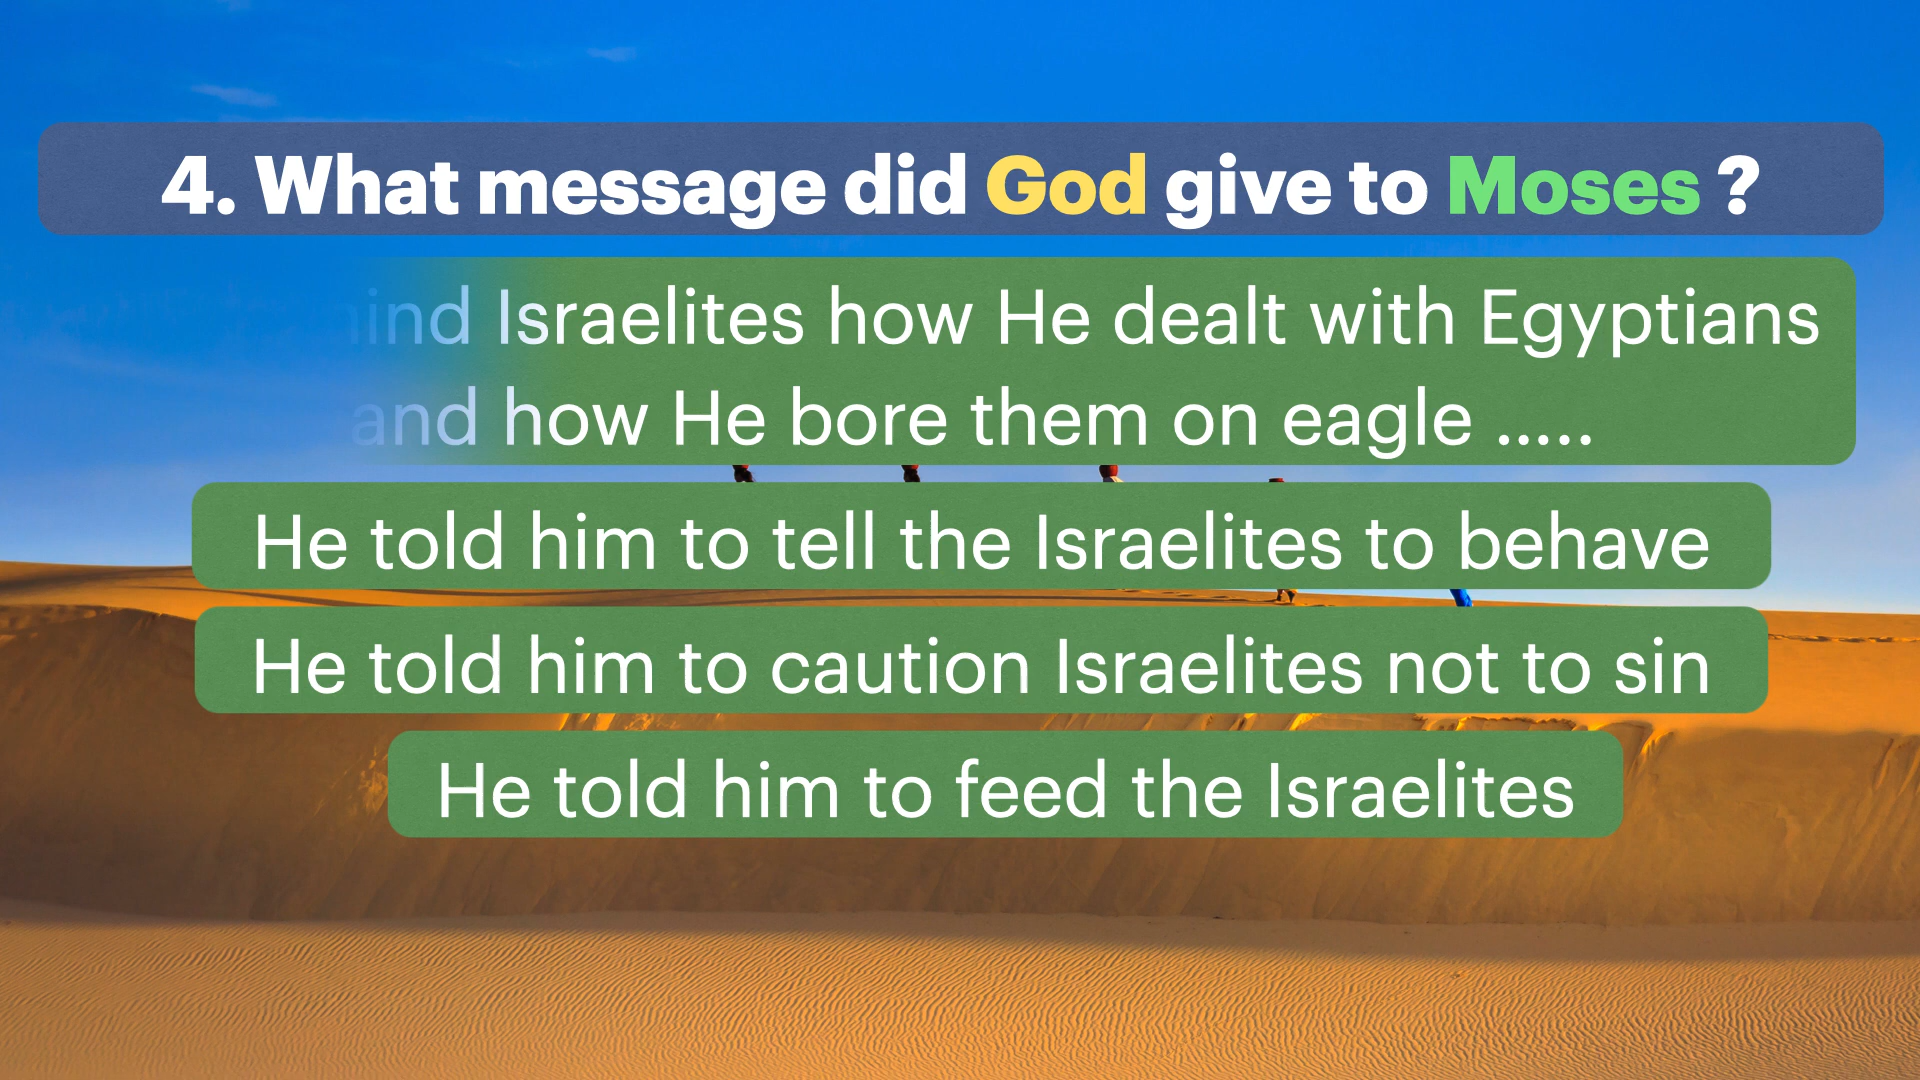 4. What message did God give to Moses ?
Israelites how He dealt with Egyptians
and how He bore them on eagle .....
He told him to tell the Israelites to behave
He told him to caution Israelites not to sin
He told him to feed the Israelites